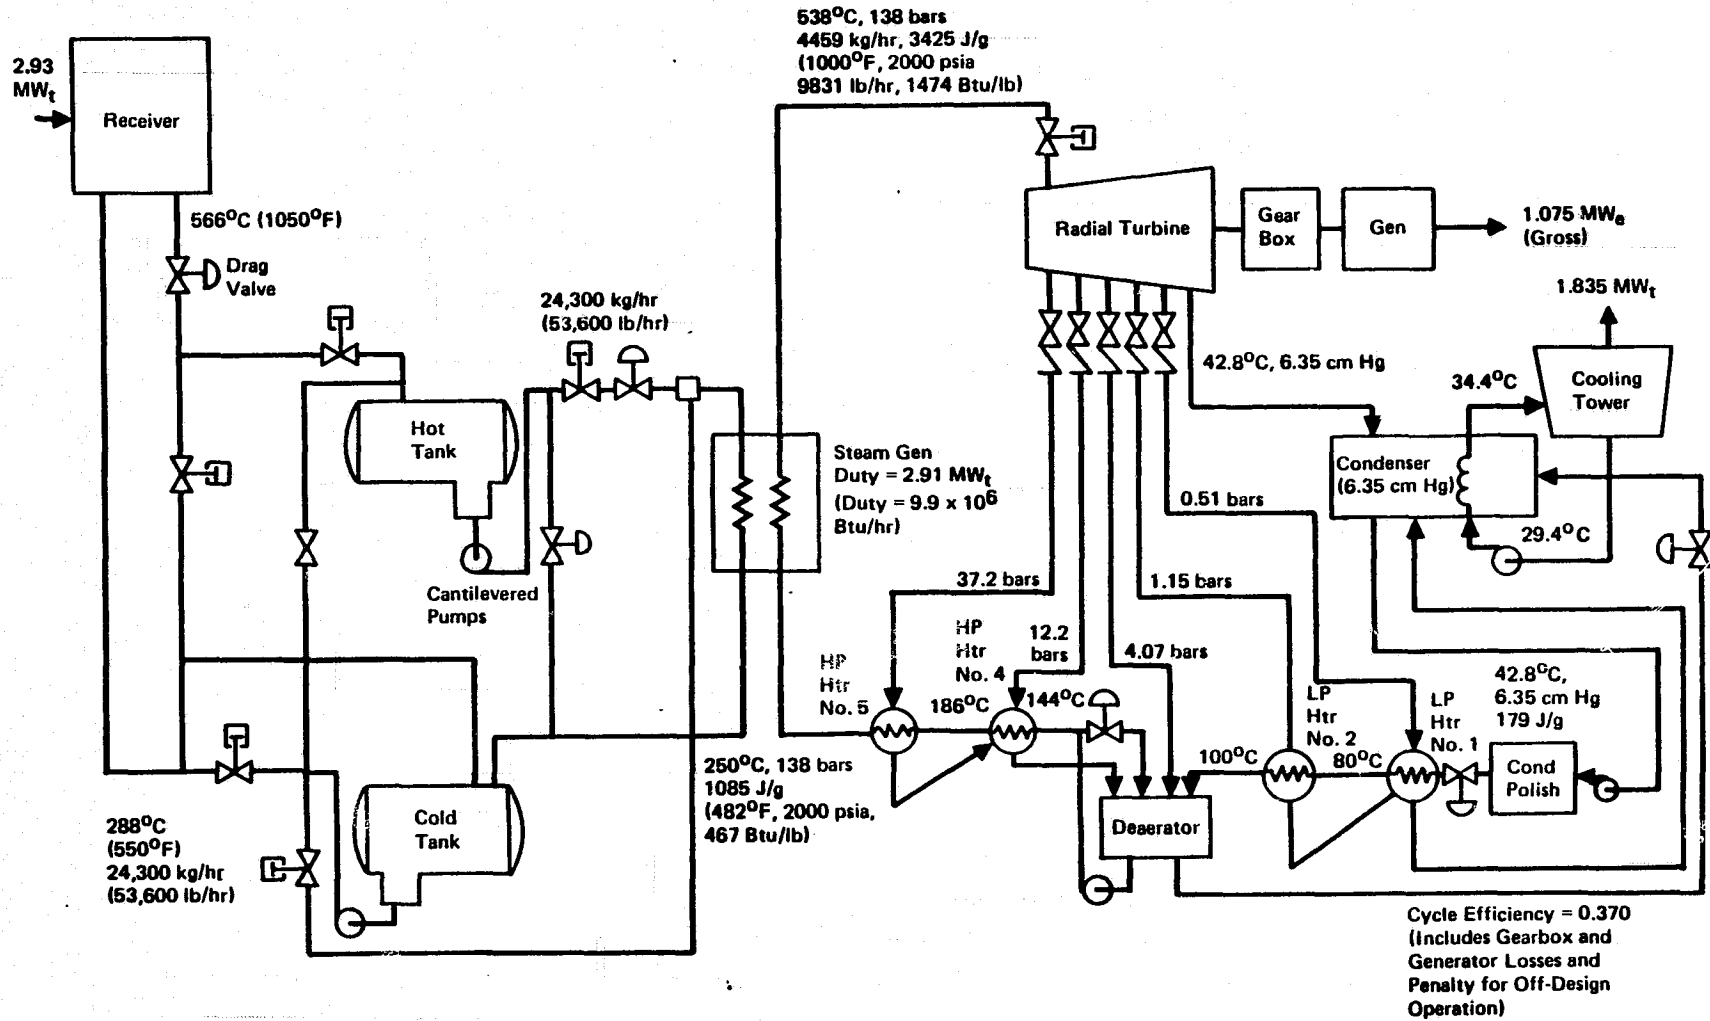 2.93
MWt
Receiver
566°C (1050°F)
Drag
Valve
538°C, 138 bars
4459 kg/hr, 3425 J/g
(1000°F, 2000 psia
9831 lb/hr, 1474 Btu/lb)
24,300 kg/hr
(53,600 lb/hr)
Hot
Tank
Cantilevered
Pumps
Steam Gen
Duty = 2.91 MWt
(Duty = 9.9 x 10⁶
Btu/hr)
Radial Turbine
Gear
Box
Gen
1.075 MWe
(Gross)
1.835 MWt
Cooling
Tower
34.4°C
42.8°C, 6.35 cm Hg
Condenser
(6.35 cm Hg)
29.4°C
0.51 bars
37.2 bars
1.15 bars
12.2
bars
4.07 bars
HP
Htr
No. 5
HP
Htr
No. 4
186°C
144°C
LP
Htr
No. 2
LP
Htr
No. 1
42.8°C,
6.35 cm Hg
179 J/g
100°C
80°C
Cond
Polish
Deaerator
250°C, 138 bars
1085 J/g
(482°F, 2000 psia,
467 Btu/lb)
Cold
Tank
288°C
(550°F)
24,300 kg/hr
(53,600 lb/hr)
Cycle Efficiency = 0.370
(Includes Gearbox and
Generator Losses and
Penalty for Off-Design
Operation)